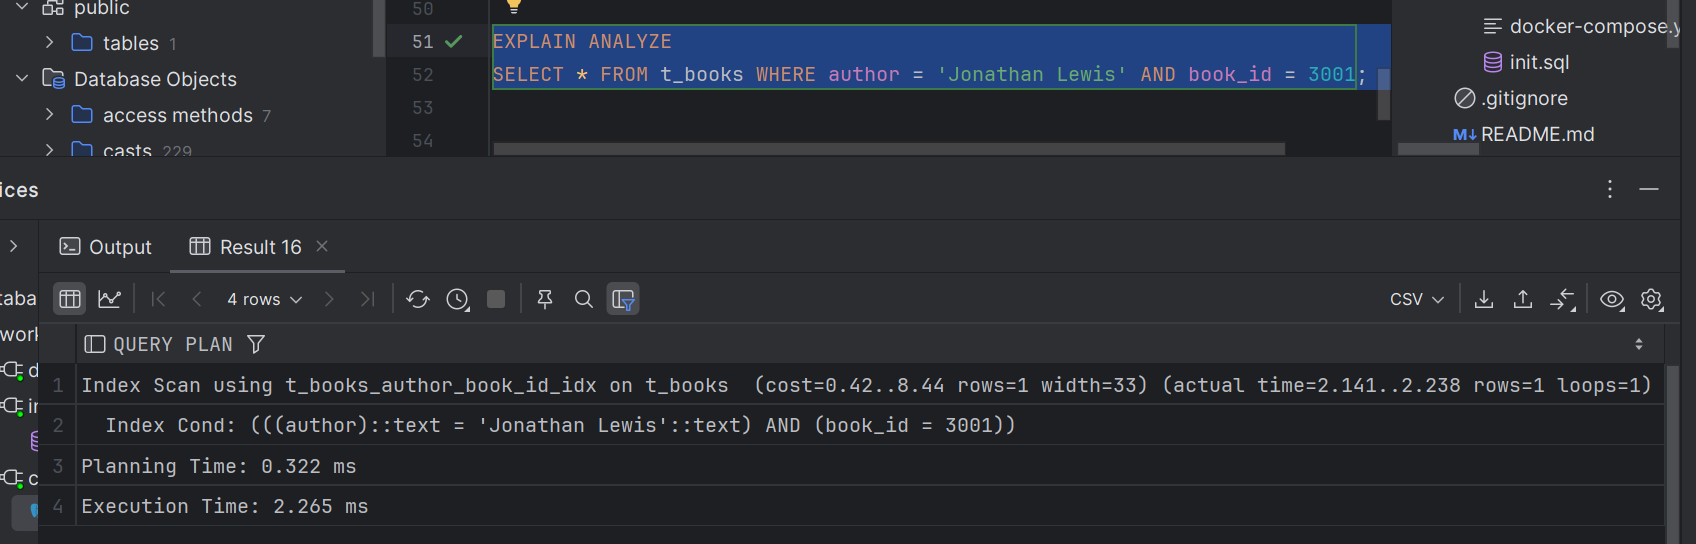 public
tables 1
Database Objects
access methods 7
casts 229
50
51 EXPLAIN ANALYZE
52 SELECT * FROM t_books WHERE author = 'Jonathan Lewis' AND book_id = 3001;
53
54
docker-compose.y
init.sql
.gitignore
M↓ README.md
ices
Output
Result 16
4 rows
CSV
taba
work
d
c
QUERY PLAN
1 Index Scan using t_books_author_book_id_idx on t_books  (cost=0.42..8.44 rows=1 width=33) (actual time=2.141..2.238 rows=1 loops=1)
2 Index Cond: (((author)::text = 'Jonathan Lewis'::text) AND (book_id = 3001))
3 Planning Time: 0.322 ms
4 Execution Time: 2.265 ms